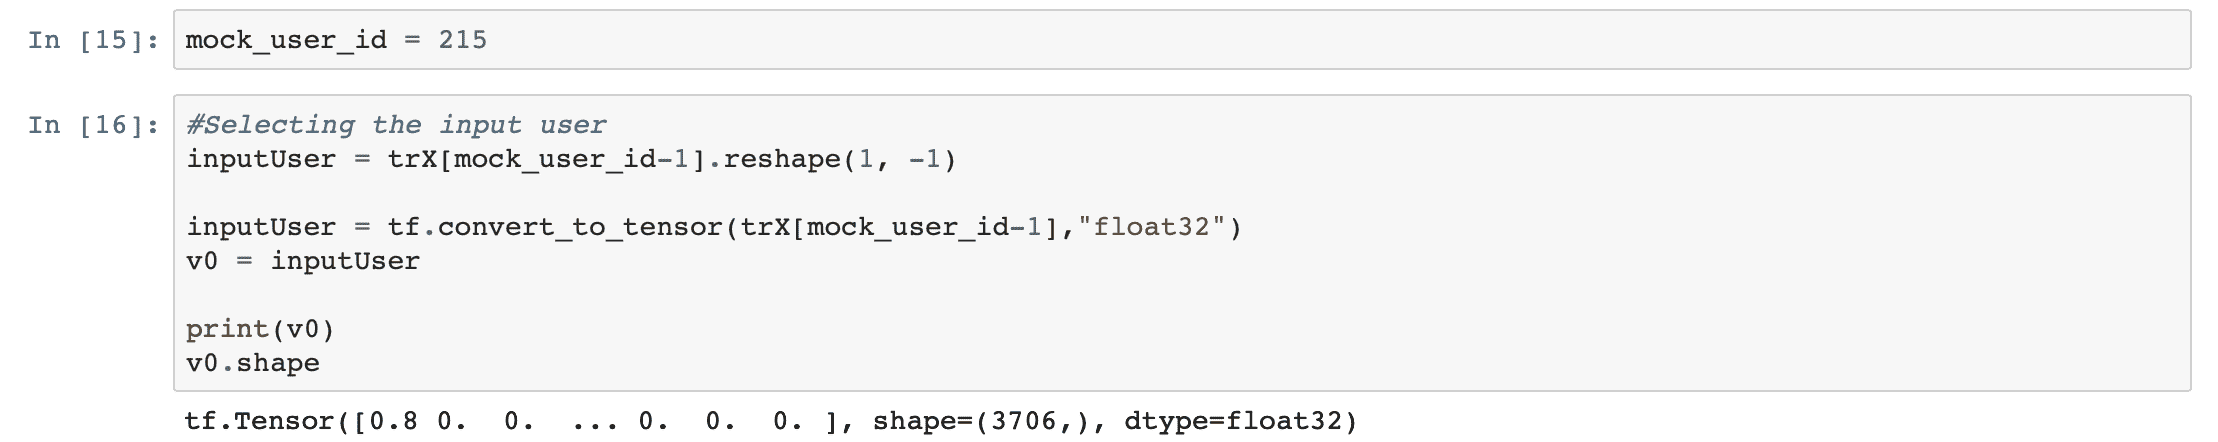 In [15]: mock_user_id = 215
In [16]: #Selecting the input user
inputUser = trX[mock_user_id-1].reshape(1, -1)
inputUser = tf.convert_to_tensor(trX[mock_user_id-1],"float32")
v0 = inputUser
print(v0)
v0.shape
tf.Tensor([0.8 0.  0.  ... 0.  0.  0. ], shape=(3706,), dtype=float32)